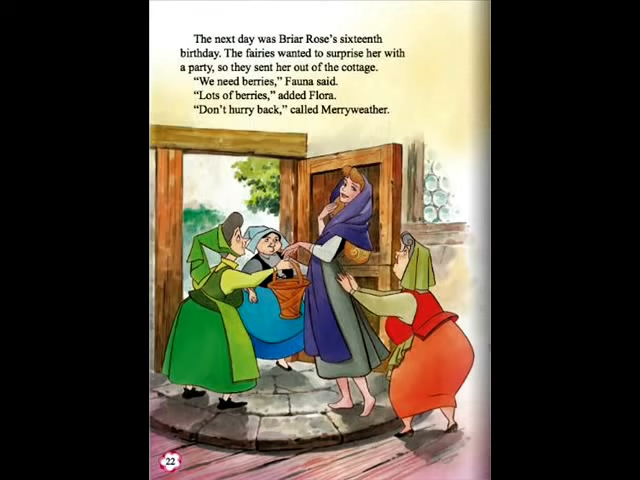 The next day was Briar Rose's sixteenth
birthday. The fairies wanted to surprise her with
a party, so they sent her out of the cottage.
"We need berries," Fauna said.
"Lots of berries," added Flora.
"Don't hurry back," called Merryweather.
22